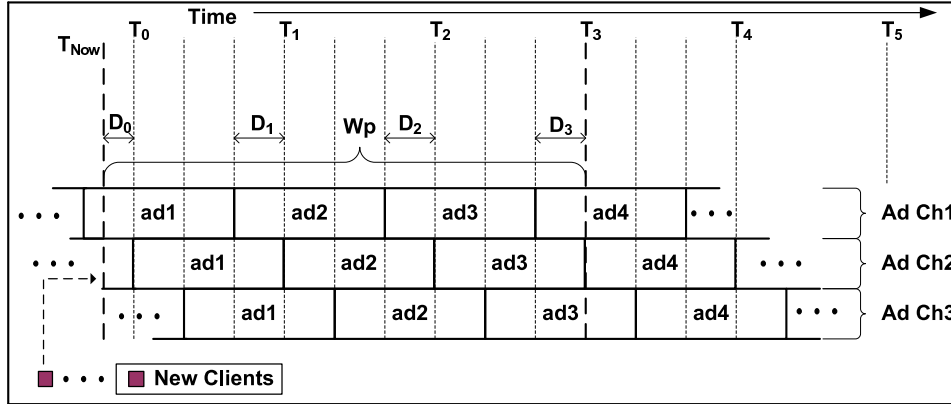 Time
T0 T1 T2 T3 T4 T5
TNow
D0 D1 Wp D2 D3
• • • ad1 ad2 ad3 ad4 • • • Ad Ch1
• • • ad1 ad2 ad3 ad4 • • • Ad Ch2
• • • ad1 ad2 ad3 ad4 • • • Ad Ch3
• • • New Clients